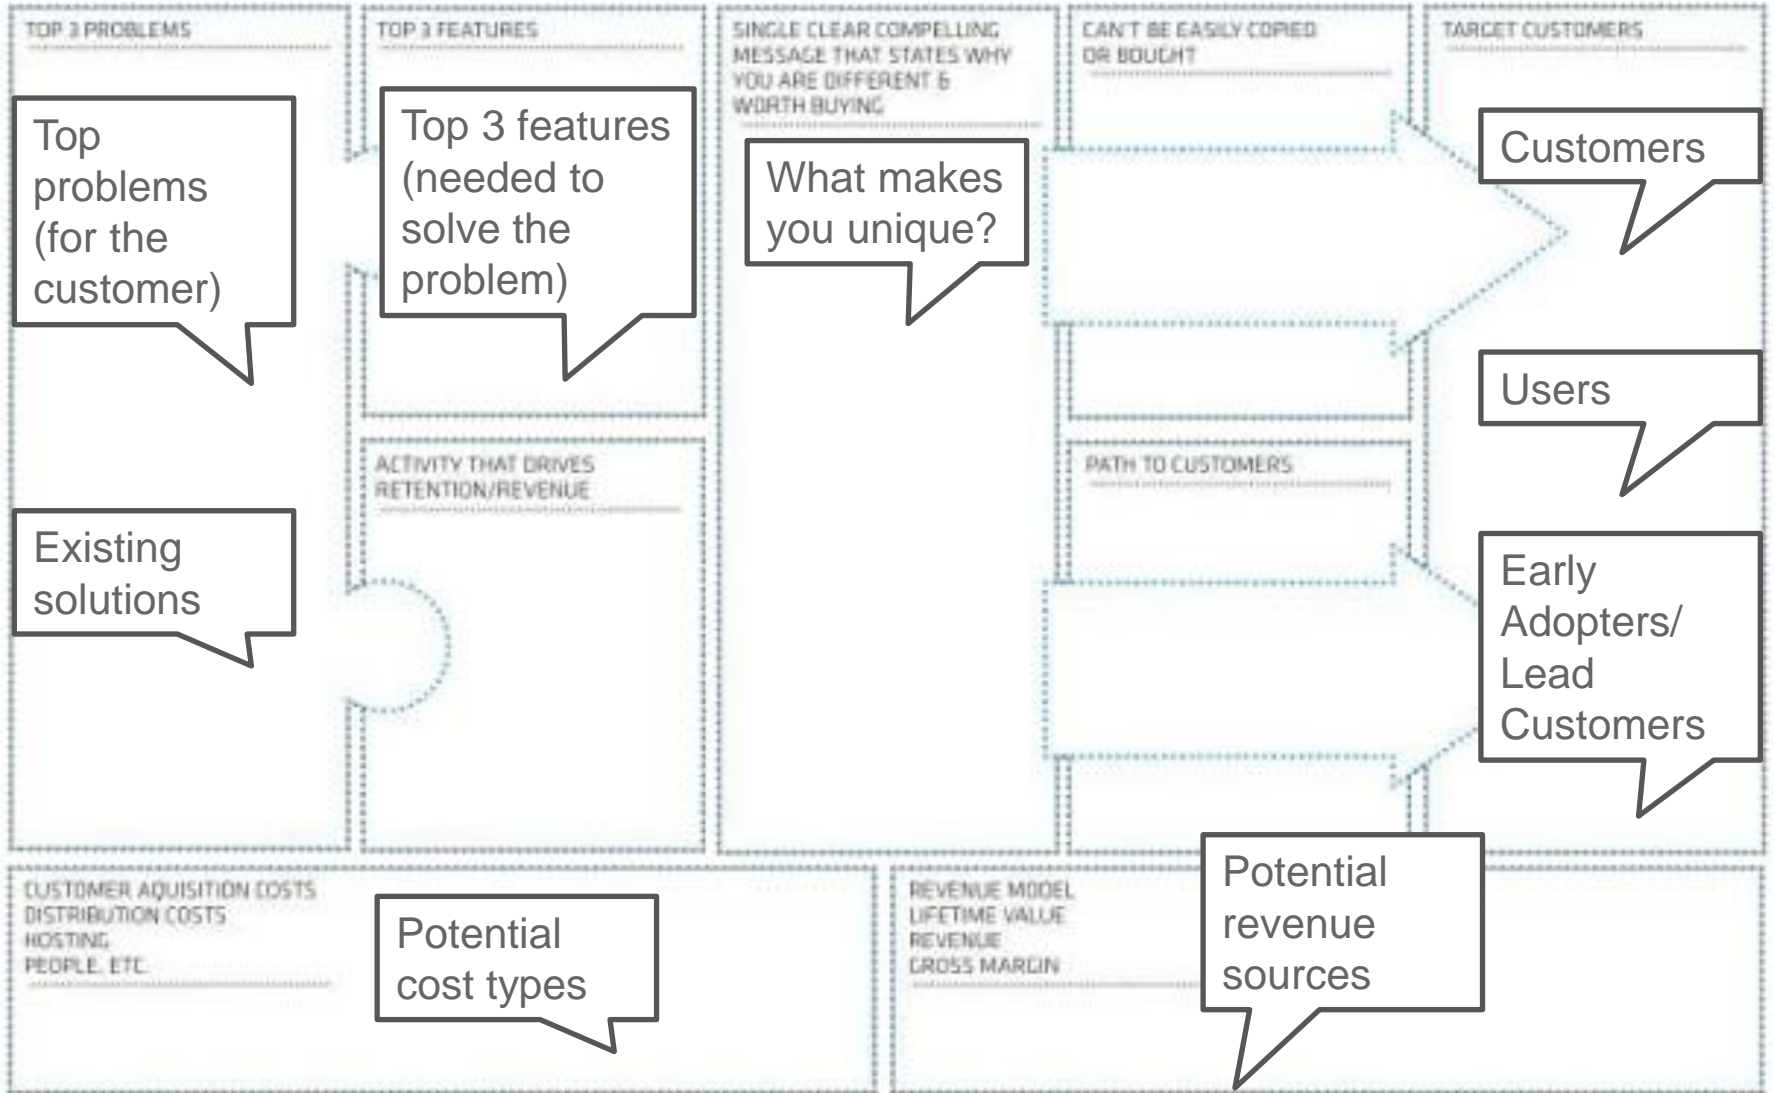 TOP 3 PROBLEMS
Top
problems
(for the
customer)
Existing
solutions
TOP 3 FEATURES
Top 3 features
(needed to
solve the
problem)
ACTIVITY THAT DRIVES
RETENTION/REVENUE
SINGLE CLEAR COMPELLING
MESSAGE THAT STATES WHY
YOU ARE DIFFERENT &
WORTH BUYING
What makes
you unique?
CAN'T BE EASILY COPIED
OR BOUGHT
PATH TO CUSTOMERS
TARGET CUSTOMERS
Customers
Users
Early
Adopters/
Lead
Customers
CUSTOMER AQUISITION COSTS
DISTRIBUTION COSTS
HOSTING
PEOPLE, ETC.
Potential
cost types
REVENUE MODEL
LIFETIME VALUE
REVENUE
GROSS MARGIN
Potential
revenue
sources